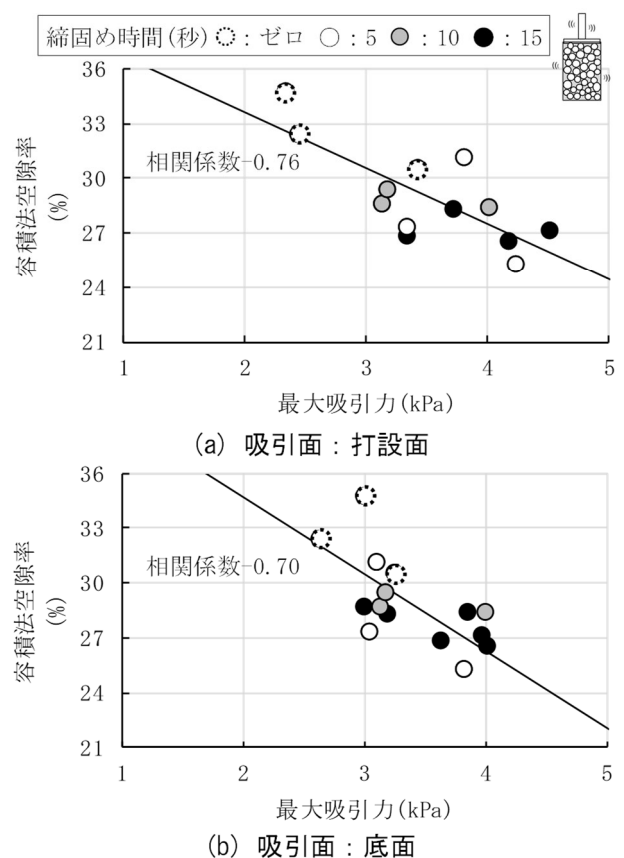 締固め時間(秒) : ゼロ : 5 : 10 : 15
36
33
30
27
24
21
容積法空隙率
(%)
相関係数-0.76
1 2 3 4 5
最大吸引力(kPa)
(a) 吸引面：打設面
36
33
30
27
24
21
容積法空隙率
(%)
相関係数-0.70
1 2 3 4 5
最大吸引力(kPa)
(b) 吸引面：底面